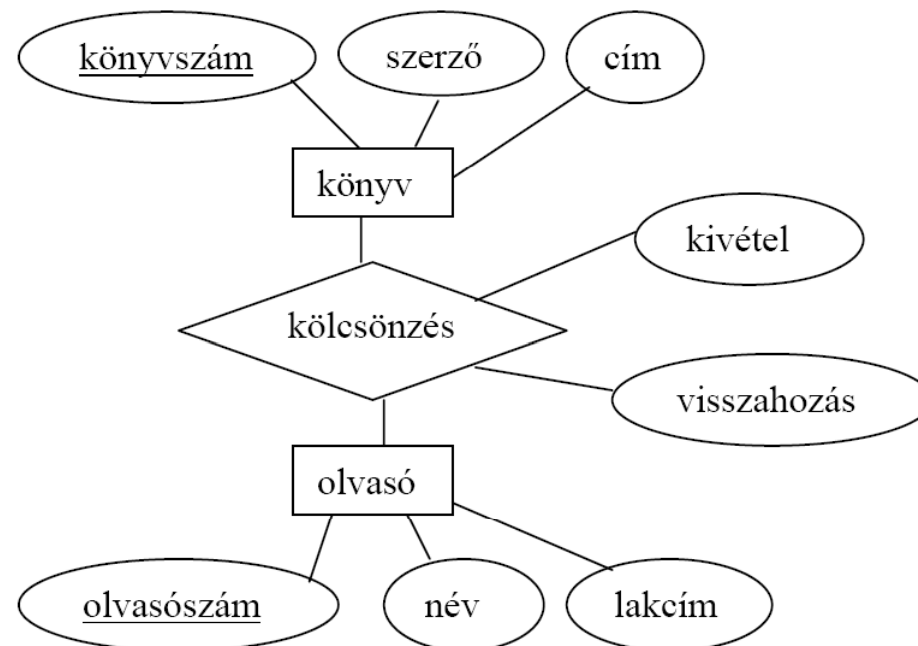 könyvszám
szerző
cím
könyv
kivétel
kölcsönzés
visszahozás
olvasó
olvasószám
név
lakcím